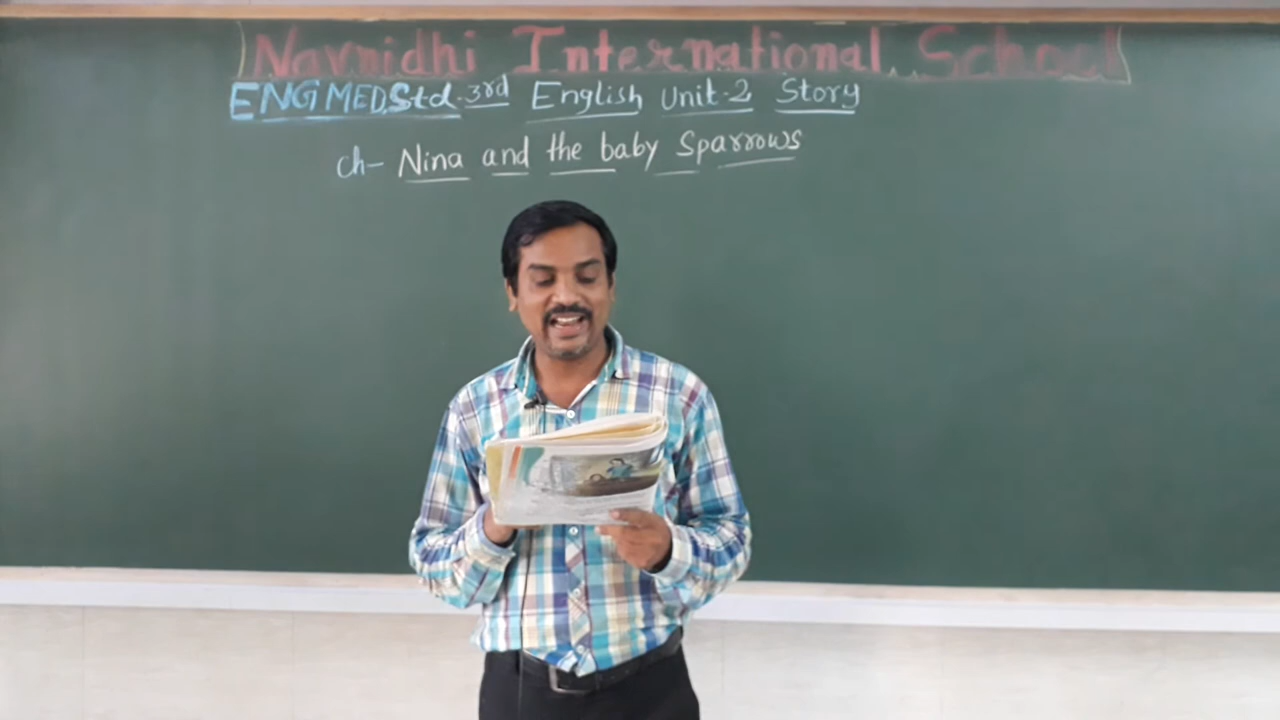 Navnidhi International School
ENG MED. Std-3rd English Unit-2 Story
ch- Nina and the baby Sparrows